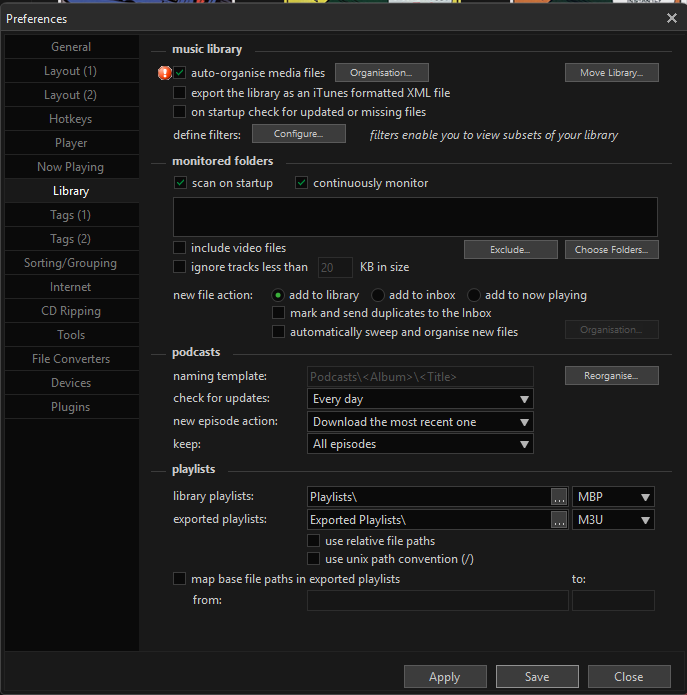 Preferences
General
Layout (1)
Layout (2)
Hotkeys
Player
Now Playing
Library
Tags (1)
Tags (2)
Sorting/Grouping
Internet
CD Ripping
Tools
File Converters
Devices
Plugins
music library
auto-organise media files Organisation... Move Library...
export the library as an iTunes formatted XML file
on startup check for updated or missing files
define filters: Configure... filters enable you to view subsets of your library
monitored folders
scan on startup continuously monitor
include video files Exclude... Choose Folders...
ignore tracks less than 20 KB in size
new file action: add to library add to inbox add to now playing
mark and send duplicates to the Inbox
automatically sweep and organise new files Organisation...
podcasts
naming template: Podcasts\<Album>\<Title> Reorganise...
check for updates: Every day
new episode action: Download the most recent one
keep: All episodes
playlists
library playlists: Playlists\ ... MBP
exported playlists: Exported Playlists\ ... M3U
use relative file paths
use unix path convention (/)
map base file paths in exported playlists to:
from:
Apply Save Close